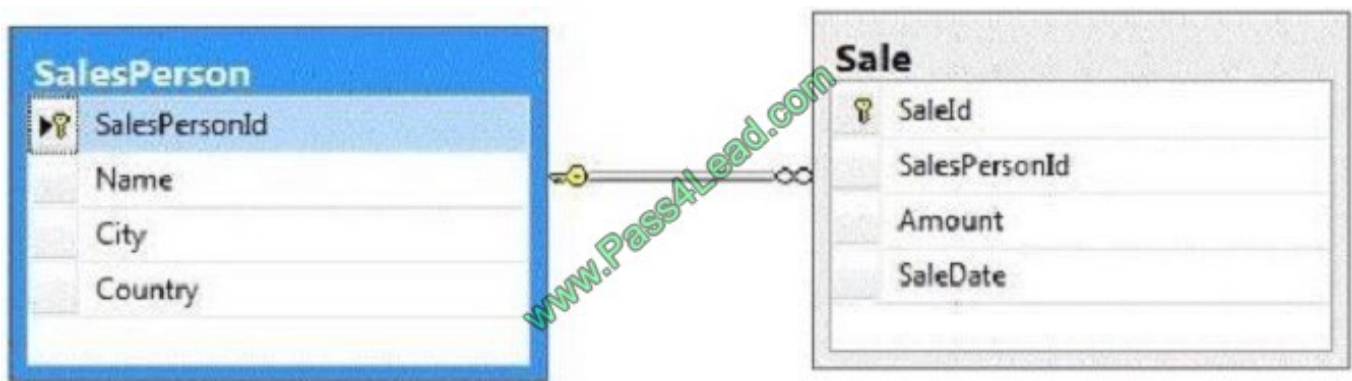 SalesPerson
SalesPersonId
Name
City
Country
Sale
SaleId
SalesPersonId
Amount
SaleDate
www.Pass4Lead.com